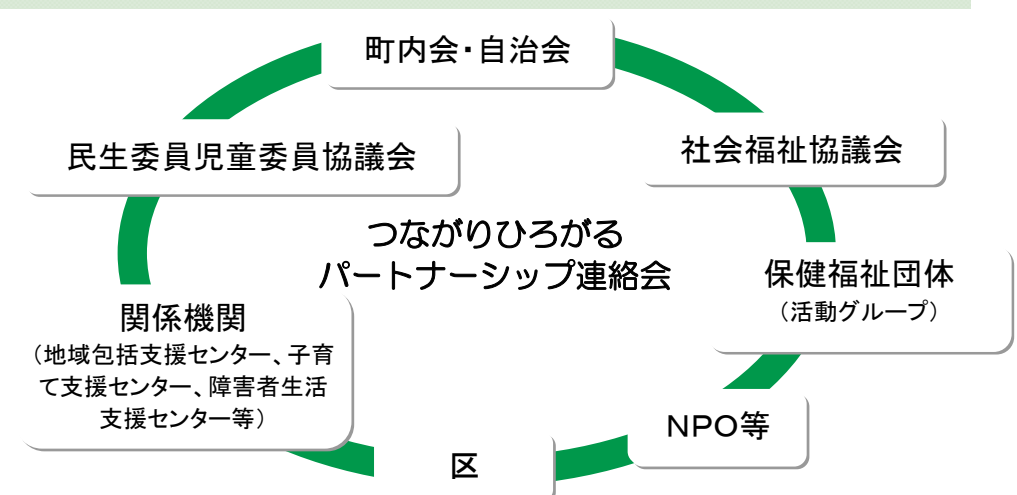 町内会・自治会
民生委員児童委員協議会
社会福祉協議会
つながりひろがる
パートナーシップ連絡会
保健福祉団体
（活動グループ）
関係機関
（地域包括支援センター、子育
て支援センター、障害者生活
支援センター等）
ＮＰＯ等
区